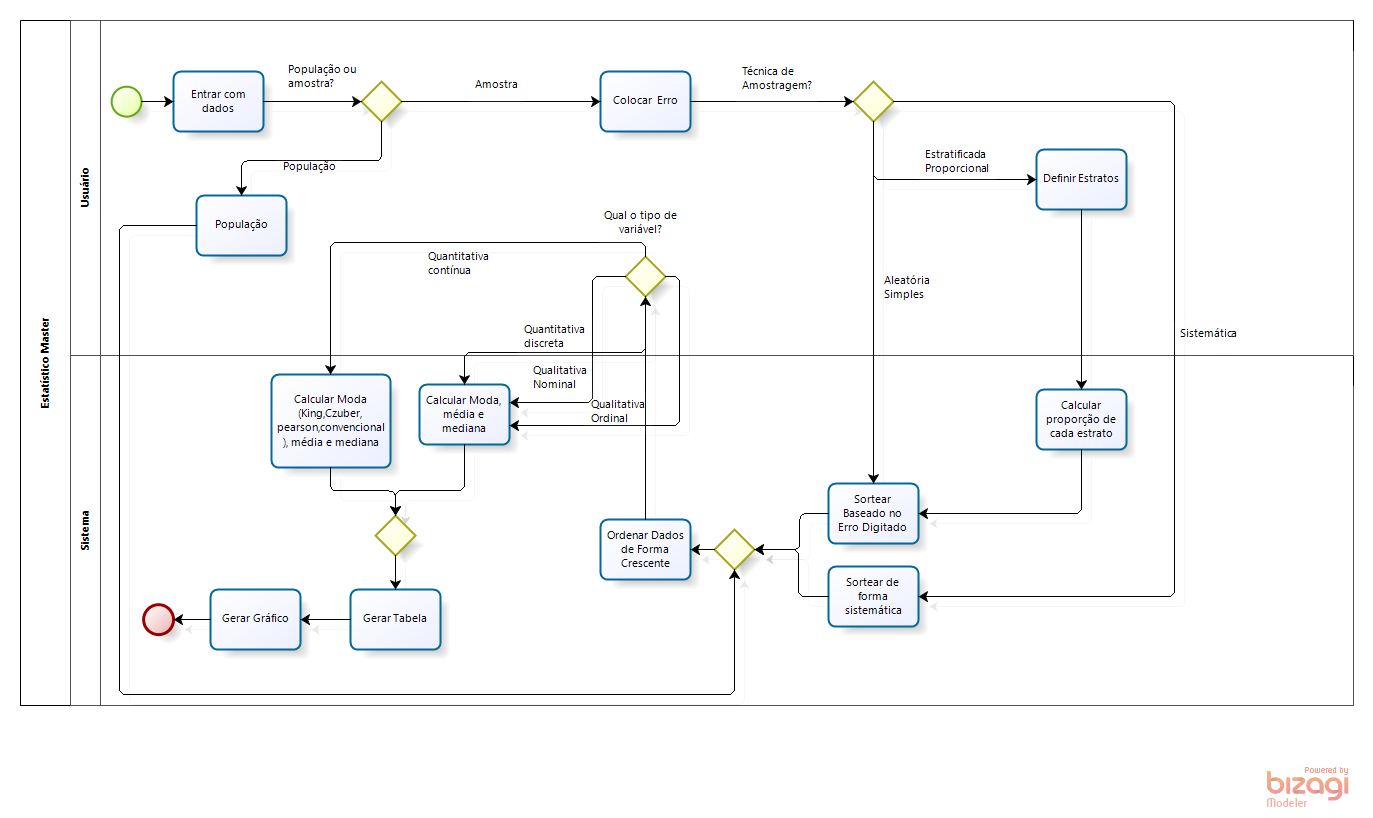 Estatístico Master
Usuário
Sistema
Entrar com
dados
População ou
amostra?
Amostra
Colocar Erro
Técnica de
Amostragem?
População
População
Estratificada
Proporcional
Definir Estratos
Qual o tipo de
variável?
Quantitativa
contínua
Aleatória
Simples
Quantitativa
discreta
Sistemática
Qualitativa
Nominal
Qualitativa
Ordinal
Calcular Moda
(King,Czuber,
pearson,convencional
), média e mediana
Calcular Moda,
média e
mediana
Calcular
proporção de
cada estrato
Sortear
Baseado no
Erro Digitado
Ordenar Dados
de Forma
Crescente
Sortear de
forma
sistemática
Gerar Gráfico
Gerar Tabela
Powered by
bizagi
Modeler